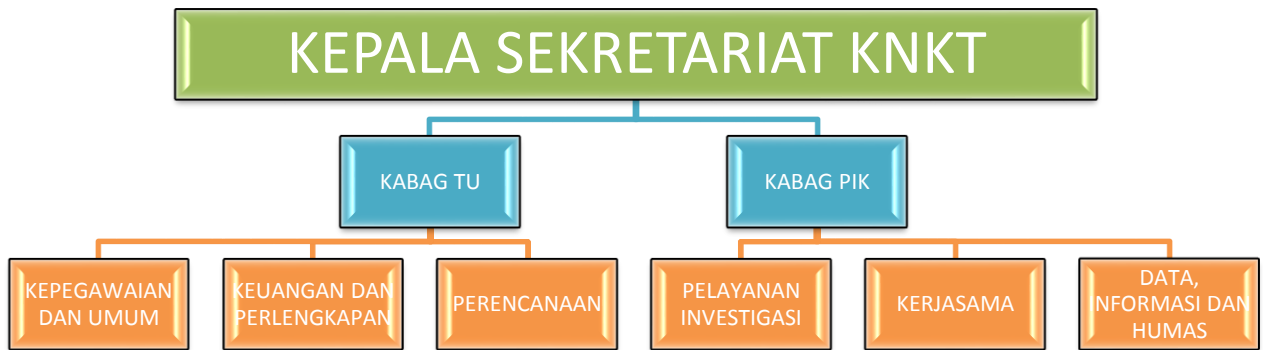 KEPALA SEKRETARIAT KNKT
KABAG TU
KABAG PIK
KEPEGAWAIAN
DAN UMUM
KEUANGAN DAN
PERLENGKAPAN
PERENCANAAN
PELAYANAN
INVESTIGASI
KERJASAMA
DATA,
INFORMASI DAN
HUMAS